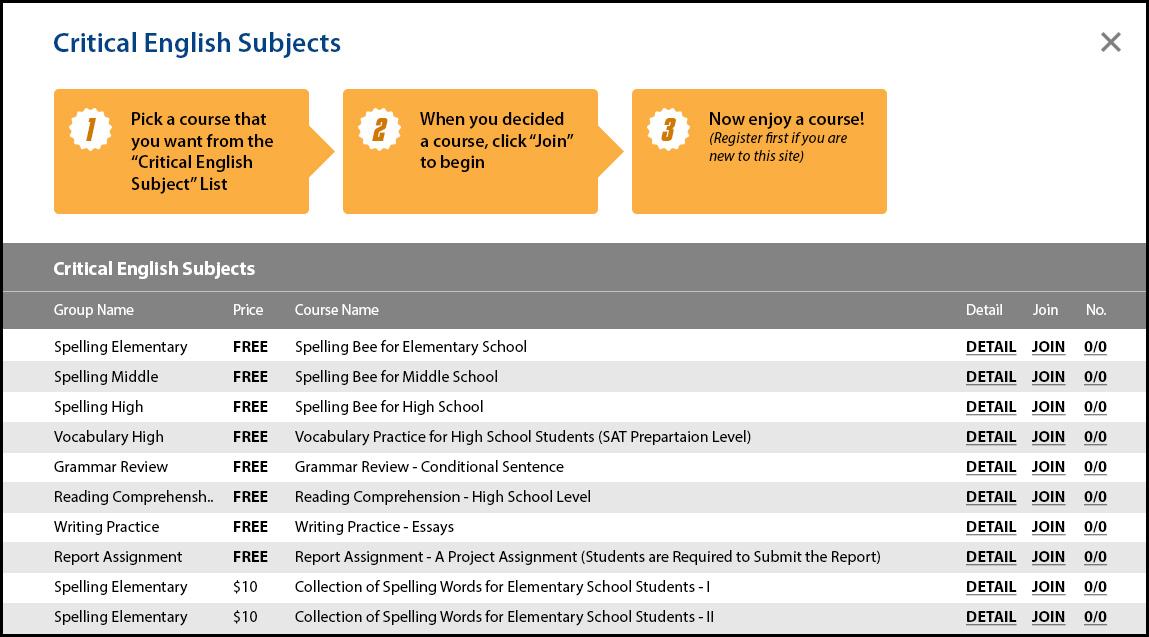 Critical English Subjects
1
Pick a course that
you want from the
“Critical English
Subject” List
2
When you decided
a course, click “Join”
to begin
3
Now enjoy a course!
(Register first if you are
new to this site)
Critical English Subjects
Group Name Price Course Name Detail Join No.
Spelling Elementary FREE Spelling Bee for Elementary School DETAIL JOIN 0/0
Spelling Middle FREE Spelling Bee for Middle School DETAIL JOIN 0/0
Spelling High FREE Spelling Bee for High School DETAIL JOIN 0/0
Vocabulary High FREE Vocabulary Practice for High School Students (SAT Prepartaion Level) DETAIL JOIN 0/0
Grammar Review FREE Grammar Review - Conditional Sentence DETAIL JOIN 0/0
Reading Comprehensh.. FREE Reading Comprehension - High School Level DETAIL JOIN 0/0
Writing Practice FREE Writing Practice - Essays DETAIL JOIN 0/0
Report Assignment FREE Report Assignment - A Project Assignment (Students are Required to Submit the Report) DETAIL JOIN 0/0
Spelling Elementary $10 Collection of Spelling Words for Elementary School Students - I DETAIL JOIN 0/0
Spelling Elementary $10 Collection of Spelling Words for Elementary School Students - II DETAIL JOIN 0/0